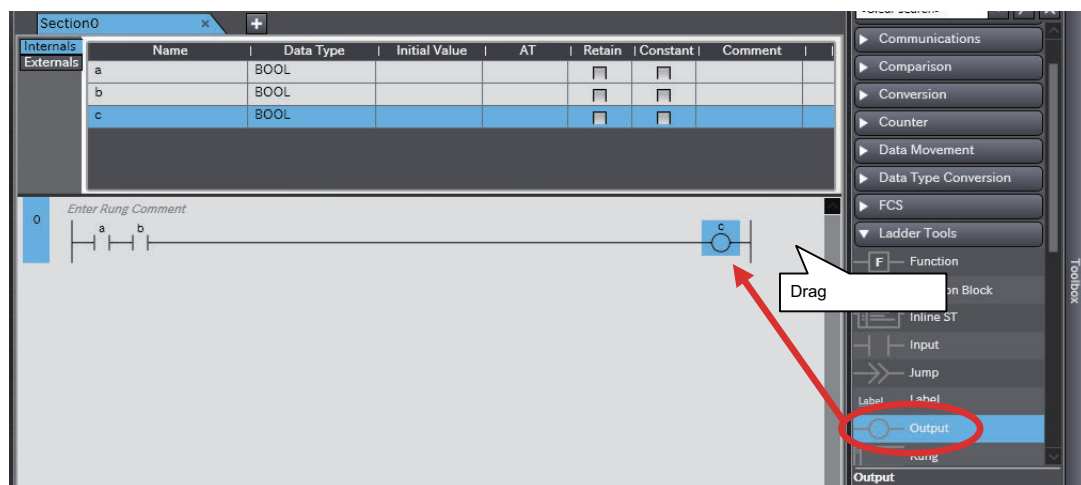 Section0 × +
<Clear Search>
Internals
Externals
Name Data Type Initial Value AT Retain Constant Comment
a BOOL
b BOOL
c BOOL
0 Enter Rung Comment
a b c
Drag
Communications
Comparison
Conversion
Counter
Data Movement
Data Type Conversion
FCS
Ladder Tools
F Function
on Block
Inline ST
Input
Jump
Label Label
Output
Rung
Output
Toolbox